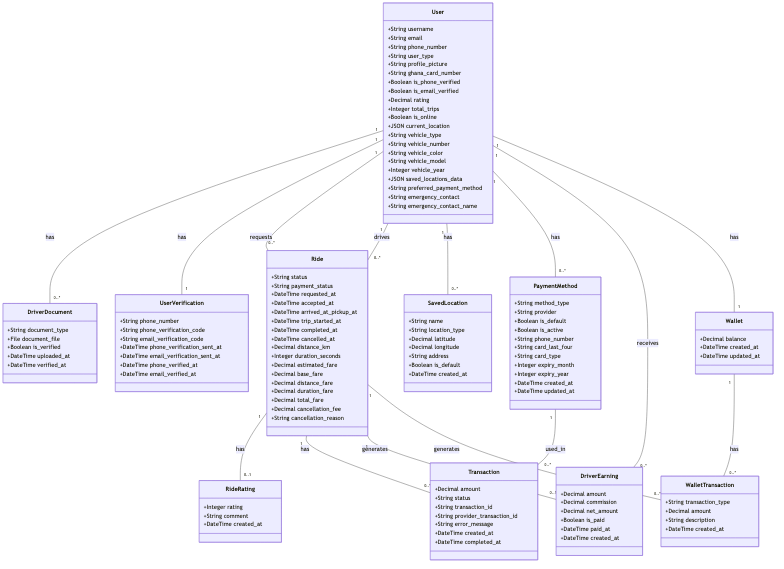 User
+String username
+String email
+String phone_number
+String user_type
+String profile_picture
+String ghana_card_number
+Boolean is_phone_verified
+Boolean is_email_verified
+Decimal rating
+Integer total_trips
+Boolean is_online
+JSON current_location
+String vehicle_type
+String vehicle_number
+String vehicle_color
+String vehicle_model
+Integer vehicle_year
+JSON saved_locations_data
+String preferred_payment_method
+String emergency_contact
+String emergency_contact_name
1
1
1
1
1
1
1
1
has
has
requests
drives
has
has
receives
has
0..*
1
0..*
0..*
0..*
0..*
1
DriverDocument
+String document_type
+File document_file
+Boolean is_verified
+DateTime uploaded_at
+DateTime verified_at
UserVerification
+String phone_number
+String phone_verification_code
+String email_verification_code
+DateTime phone_verification_sent_at
+DateTime email_verification_sent_at
+DateTime phone_verified_at
+DateTime email_verified_at
Ride
+String status
+String payment_status
+DateTime requested_at
+DateTime accepted_at
+DateTime arrived_at_pickup_at
+DateTime trip_started_at
+DateTime completed_at
+DateTime cancelled_at
+Decimal distance_km
+Integer duration_seconds
+Decimal estimated_fare
+Decimal base_fare
+Decimal distance_fare
+Decimal duration_fare
+Decimal total_fare
+Decimal cancellation_fee
+String cancellation_reason
SavedLocation
+String name
+String location_type
+Decimal latitude
+Decimal longitude
+String address
+Boolean is_default
+DateTime created_at
PaymentMethod
+String method_type
+String provider
+Boolean is_default
+Boolean is_active
+String phone_number
+String card_last_four
+String card_type
+Integer expiry_month
+Integer expiry_year
+DateTime created_at
+DateTime updated_at
Wallet
+Decimal balance
+DateTime created_at
+DateTime updated_at
1
1
1
1
1
1
has
has
generates
generates
used_in
has
0..1
0..*
0..*
0..*
0..*
0..*
0..*
RideRating
+Integer rating
+String comment
+DateTime created_at
Transaction
+Decimal amount
+String status
+String transaction_id
+String provider_transaction_id
+String error_message
+DateTime created_at
+DateTime completed_at
DriverEarning
+Decimal amount
+Decimal commission
+Decimal net_amount
+Boolean is_paid
+DateTime paid_at
+DateTime created_at
WalletTransaction
+String transaction_type
+Decimal amount
+String description
+DateTime created_at